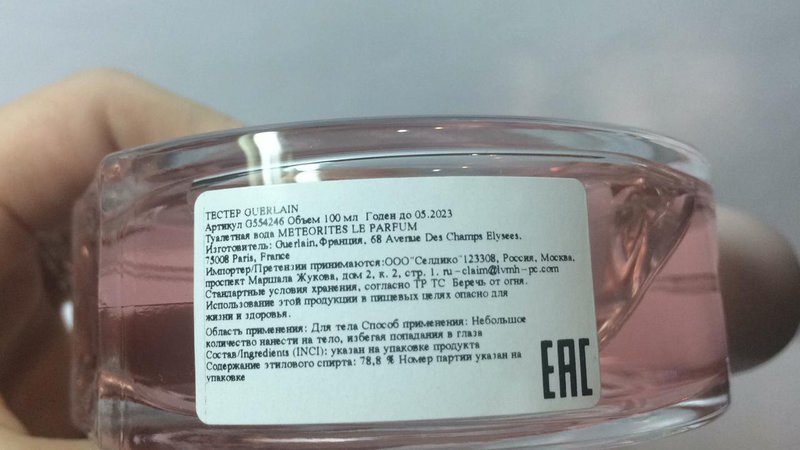 ТЕСТЕР GUERLAIN
Артикул G554246 Объем 100 мл Годен до 05.2023
Туалетная вода METEORITES LE PARFUM
Изготовитель: Guerlain,Франция, 68 Avenue Des Champs Elysees,
75008 Paris, France
Импортер/Претензии принимаются:ООО"Селдико"123308, Россия, Москва,
проспект Маршала Жукова, дом 2, к. 2, стр. 1. ru-claim@lvmh-pc.com
Стандартные условия хранения, согласно ТР ТС Беречь от огня.
Использование этой продукции в пищевых целях опасно для
жизни и здоровья.
Область применения: Для тела Способ применения: Небольшое
количество нанести на тело, избегая попадания в глаза
Состав/Ingredients (INCI): указан на упаковке продукта
Содержание этилового спирта: 78,8 % Номер партии указан на
упаковке
EAC